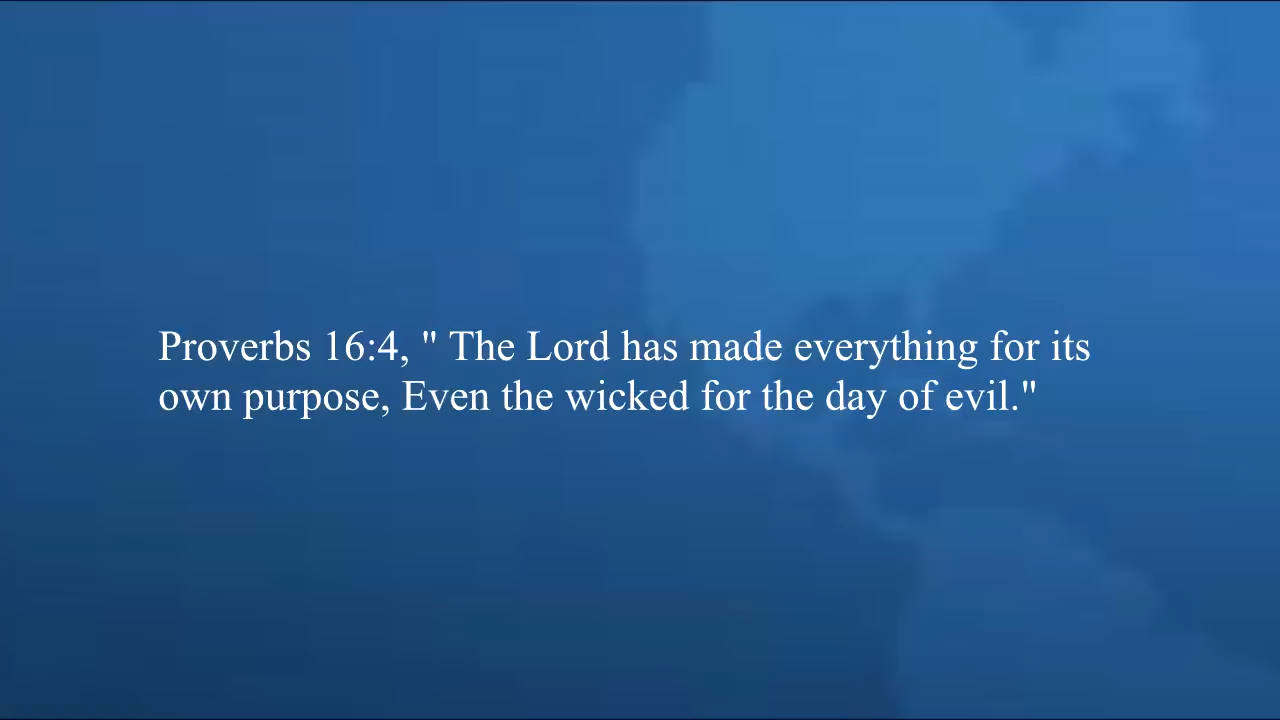 Proverbs 16:4, " The Lord has made everything for its
own purpose, Even the wicked for the day of evil."